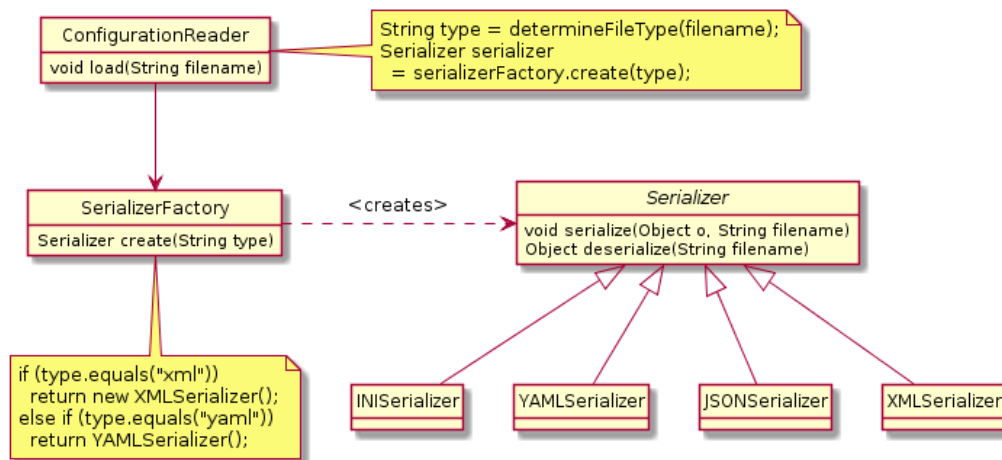 ConfigurationReader
void load(String filename)
String type = determineFileType(filename);
Serializer serializer
= serializerFactory.create(type);
SerializerFactory
Serializer create(String type)
<creates>
Serializer
void serialize(Object o, String filename)
Object deserialize(String filename)
if (type.equals("xml"))
return new XMLSerializer();
else if (type.equals("yaml"))
return YAMLSerializer();
INISerializer
YAMLSerializer
JSONSerializer
XMLSerializer